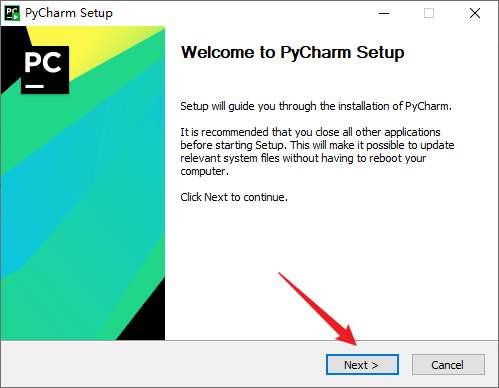 PyCharm Setup
PC
Welcome to PyCharm Setup
Setup will guide you through the installation of PyCharm.
It is recommended that you close all other applications
before starting Setup. This will make it possible to update
relevant system files without having to reboot your
computer.
Click Next to continue.
Next >
Cancel